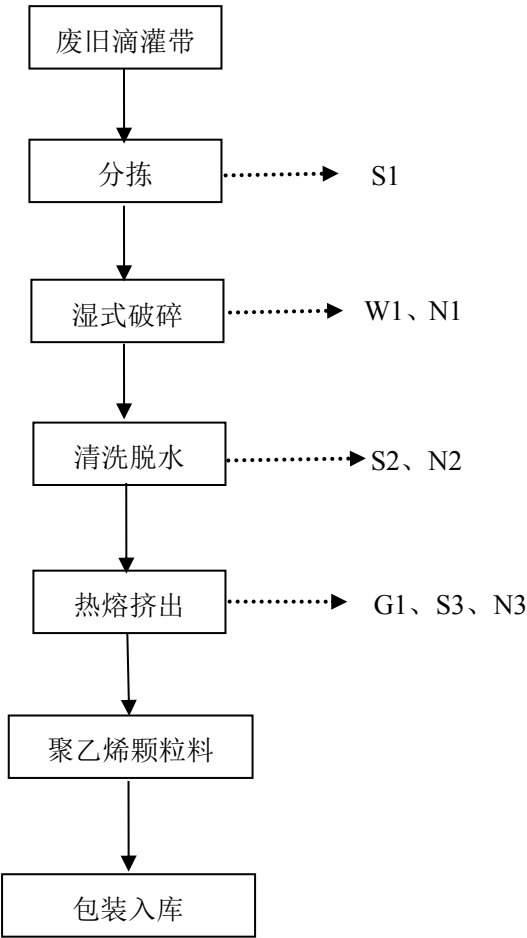 废旧滴灌带
分拣
S1
湿式破碎
W1、N1
清洗脱水
S2、N2
热熔挤出
G1、S3、N3
聚乙烯颗粒料
包装入库